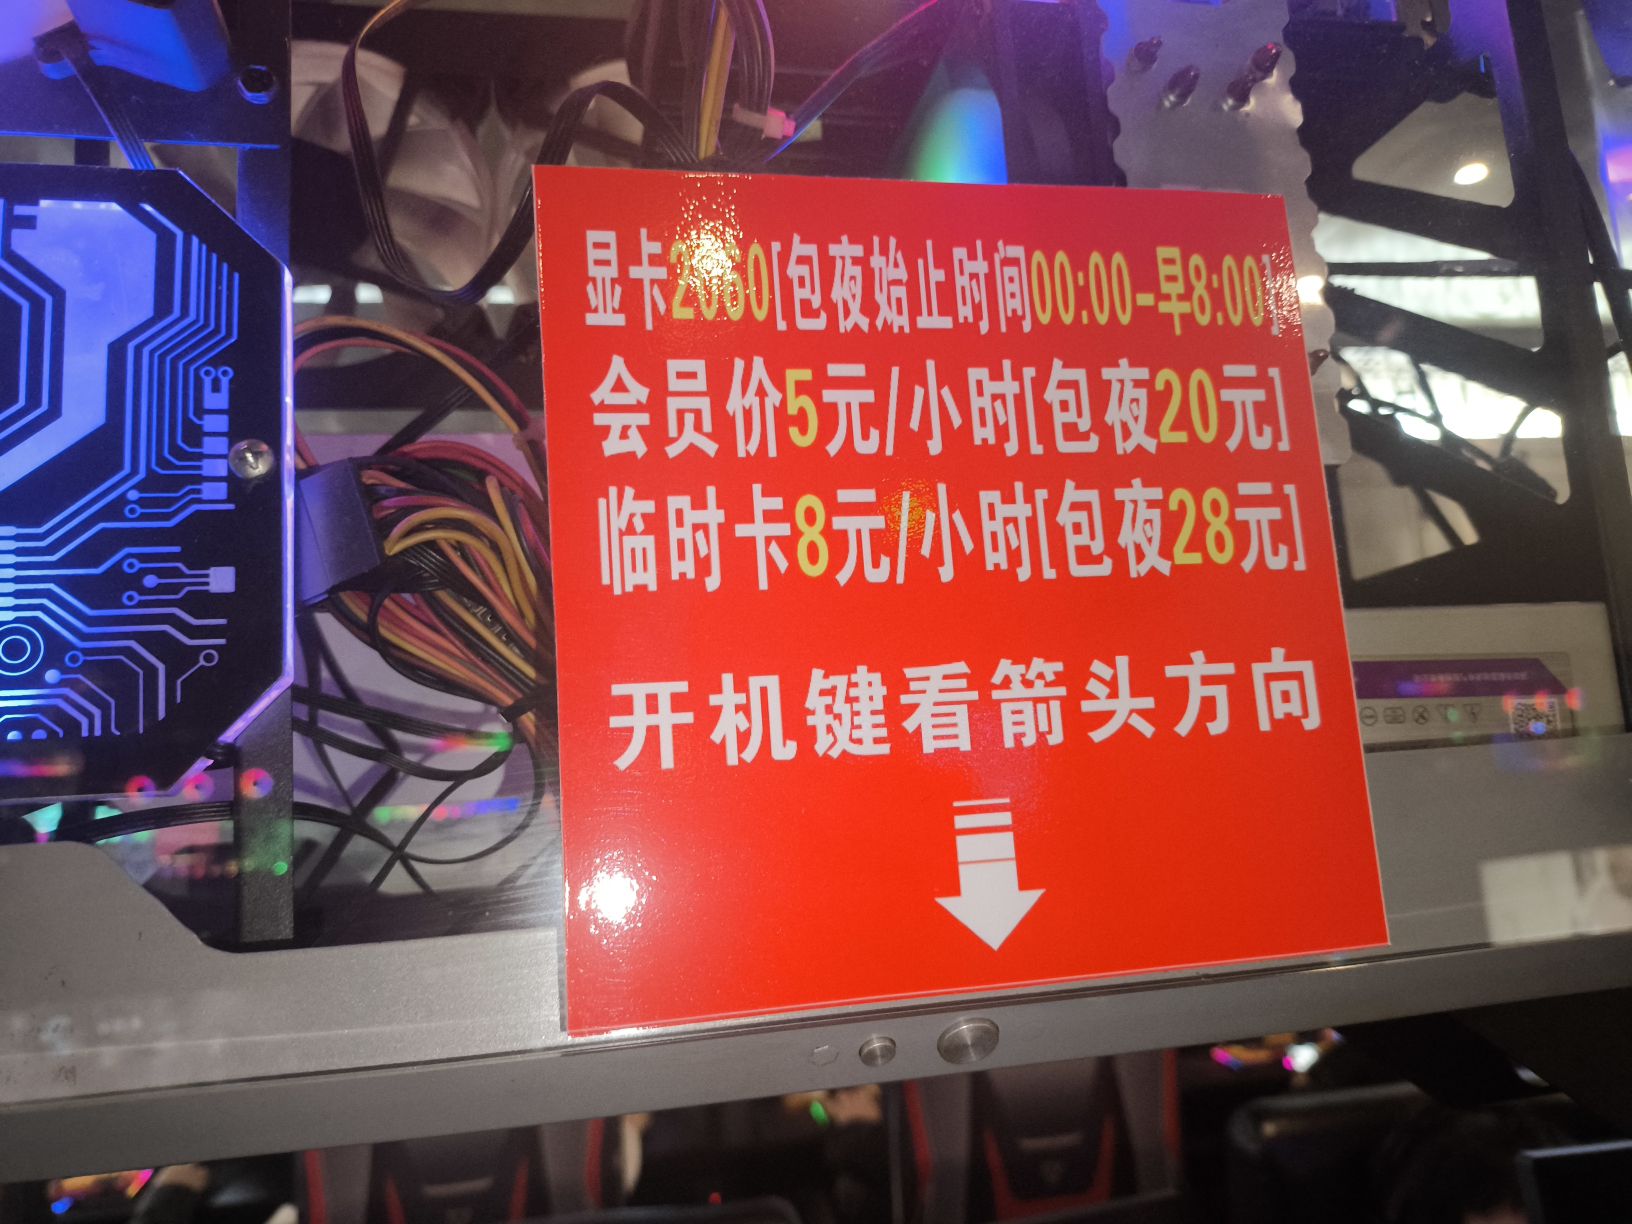 显卡2060[包夜始止时间00:00-早8:00]
会员价5元/小时[包夜20元]
临时卡8元/小时[包夜28元]
开机键看箭头方向